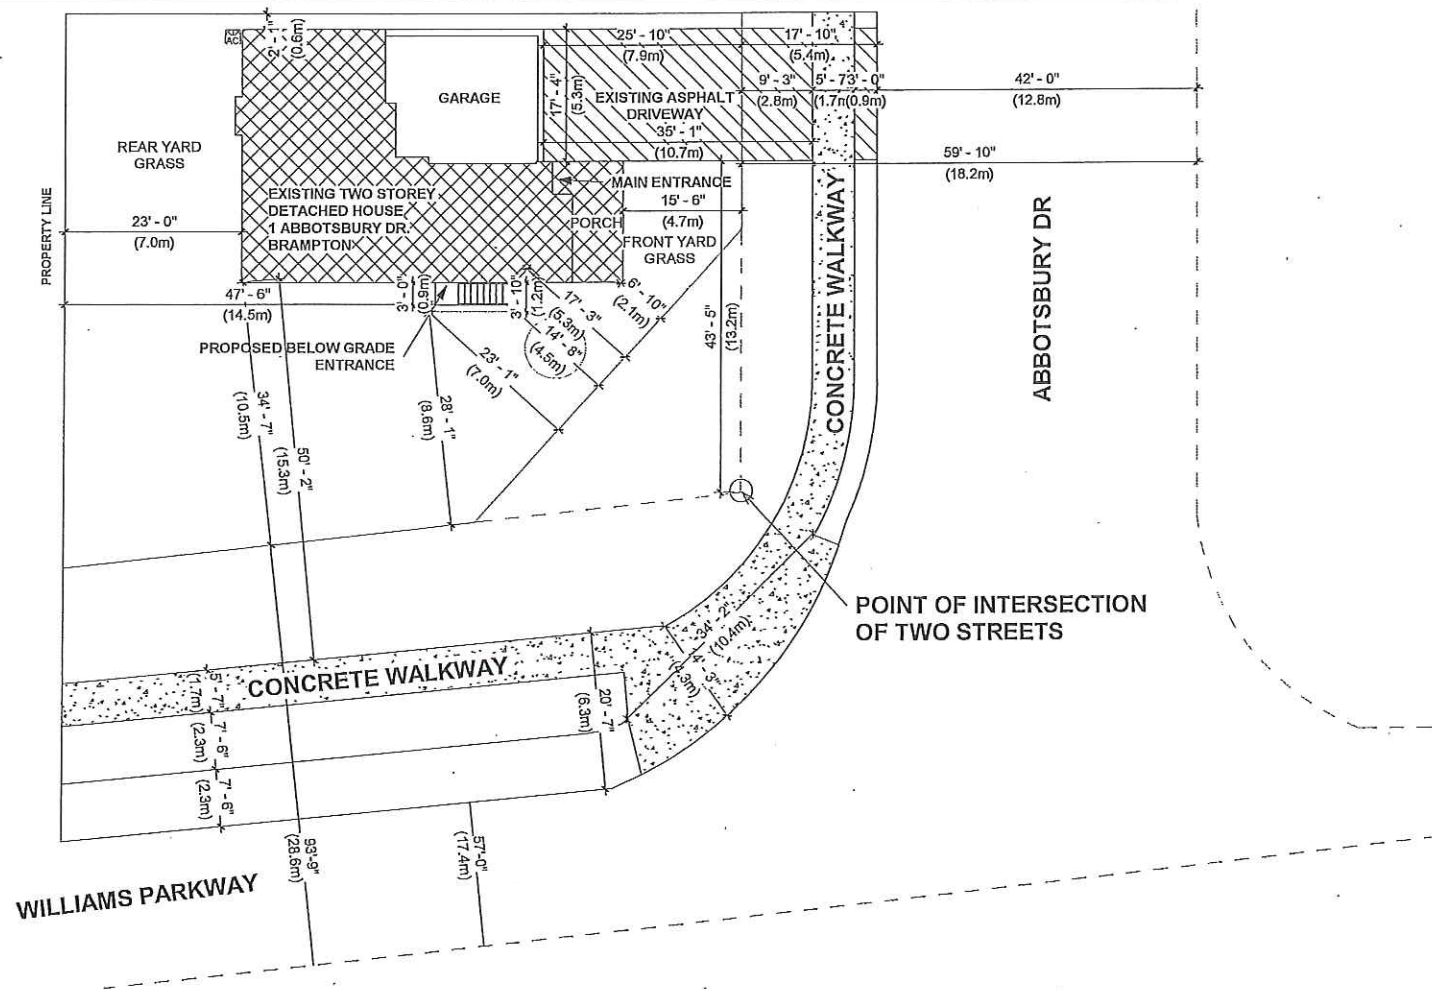 AC
2' - 1"
(0.6m)
25' - 10"
(7.9m)
17' - 10"
(5.4m)
4'
GARAGE
17' - 4"
(5.3m)
EXISTING ASPHALT
DRIVEWAY
35' - 1"
(10.7m)
9' - 3"
(2.8m)
5' - 7
3' - 0"
(0.9m)
42' - 0"
(12.8m)
59' - 10"
(18.2m)
REAR YARD
GRASS
PROPERTY LINE
23' - 0"
(7.0m)
EXISTING TWO STOREY
DETACHED HOUSE
1 ABBOTSBURY DR.
BRAMPTON
MAIN ENTRANCE
15' - 6"
(4.7m)
PORCH
FRONT YARD
GRASS
CONCRETE WALKWAY
ABBOTSBURY DR
47' - 6"
(14.5m)
3' - 0"
(0.9m)
3' - 10"
(1.2m)
17' - 3"
(5.3m)
6' - 10"
(2.1m)
14' - 8"
(4.5m)
43' - 5"
(13.2m)
PROPOSED BELOW GRADE
ENTRANCE
23' - 1"
(7.0m)
34' - 7"
(10.5m)
28' - 1"
(8.6m)
50' - 2"
(15.3m)
POINT OF INTERSECTION
OF TWO STREETS
34' - 2"
(10.4m)
14' - 3"
(4.3m)
CONCRETE WALKWAY
5' - 7"
(1.7m)
20' - 7"
(6.3m)
7' - 6"
(2.3m)
7' - 6"
(2.3m)
93'-9"
(28.6m)
57'-0"
(17.4m)
WILLIAMS PARKWAY